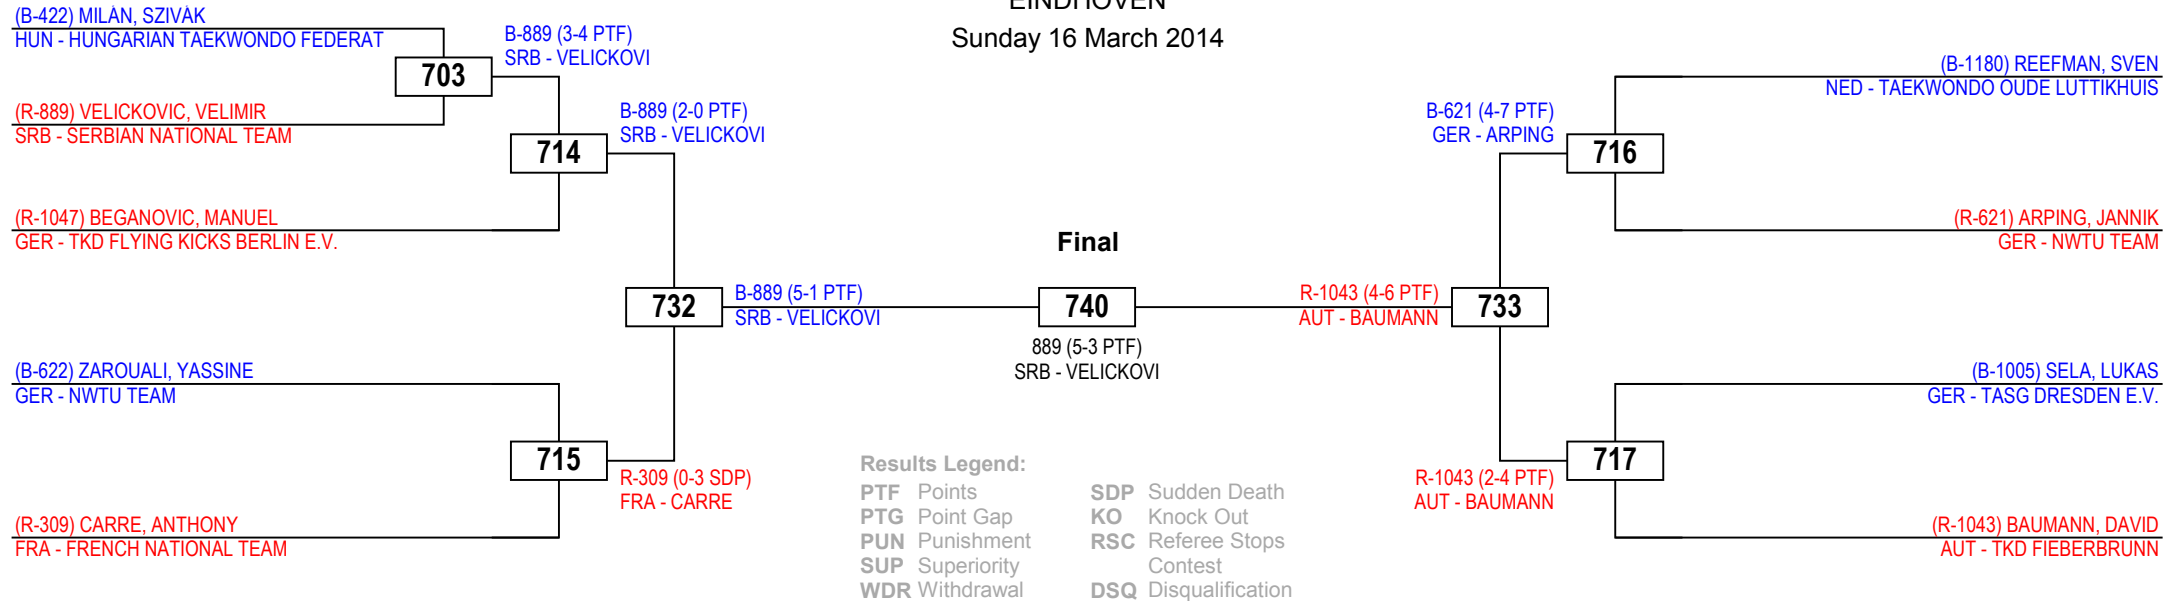 EINDHOVEN
Sunday 16 March 2014
(B-422) MILÁN, SZIVÁK
HUN - HUNGARIAN TAEKWONDO FEDERAT
703
B-889 (3-4 PTF)
SRB - VELICKOVI
(R-889) VELICKOVIC, VELIMIR
SRB - SERBIAN NATIONAL TEAM
714
B-889 (2-0 PTF)
SRB - VELICKOVI
(R-1047) BEGANOVIC, MANUEL
GER - TKD FLYING KICKS BERLIN E.V.
732
B-889 (5-1 PTF)
SRB - VELICKOVI
(B-622) ZAROUALI, YASSINE
GER - NWTU TEAM
715
R-309 (0-3 SDP)
FRA - CARRE
(R-309) CARRE, ANTHONY
FRA - FRENCH NATIONAL TEAM
Final
740
889 (5-3 PTF)
SRB - VELICKOVI
(B-1180) REEFMAN, SVEN
NED - TAEKWONDO OUDE LUTTIKHUIS
B-621 (4-7 PTF)
GER - ARPING
716
(R-621) ARPING, JANNIK
GER - NWTU TEAM
R-1043 (4-6 PTF)
AUT - BAUMANN
733
(B-1005) SELA, LUKAS
GER - TASG DRESDEN E.V.
717
R-1043 (2-4 PTF)
AUT - BAUMANN
(R-1043) BAUMANN, DAVID
AUT - TKD FIEBERBRUNN
Results Legend:
PTF Points
PTG Point Gap
PUN Punishment
SUP Superiority
WDR Withdrawal
SDP Sudden Death
KO Knock Out
RSC Referee Stops
Contest
DSQ Disqualification